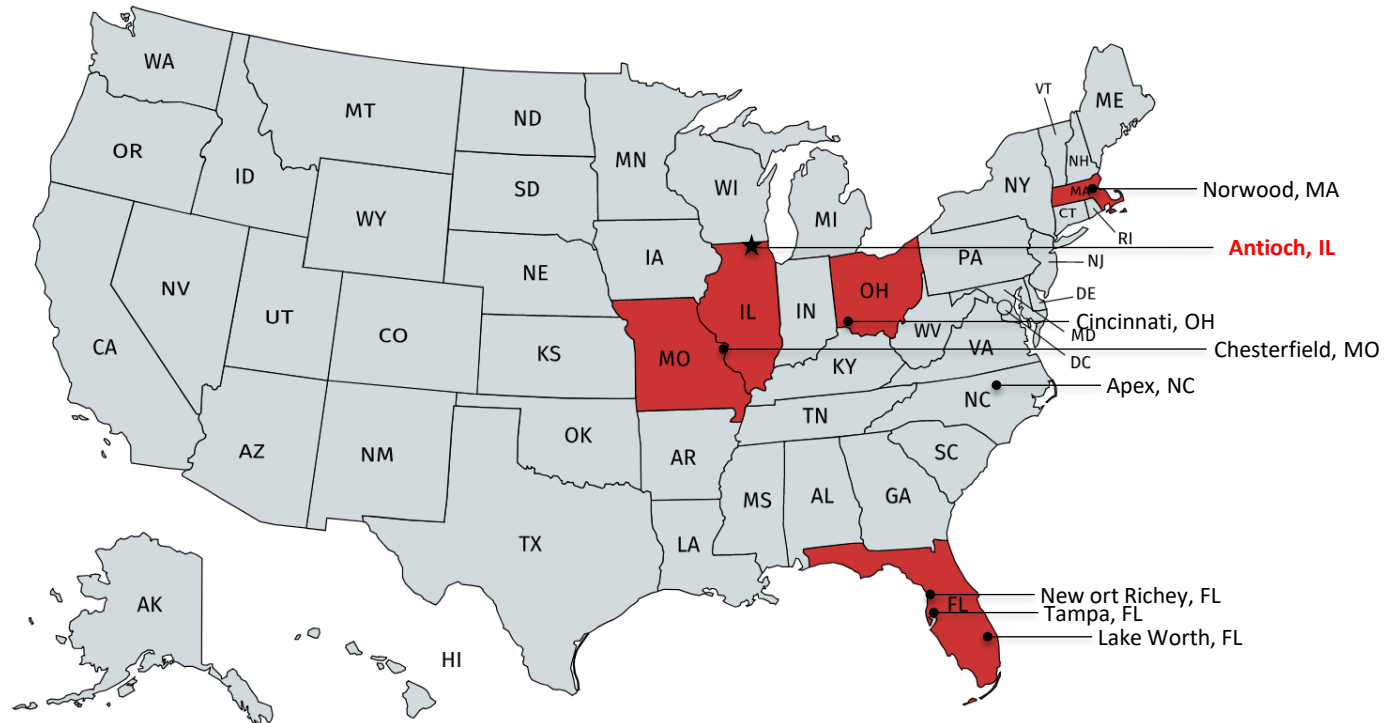 WA
MT
ND
MN
VT
ME
OR
ID
SD
WI
MI
NY
NH
MA
Norwood, MA
WY
CT
RI
Antioch, IL
IA
PA
NJ
NE
NV
UT
CO
IL
IN
OH
DE
Cincinnati, OH
MD
WV
CA
KS
MO
KY
VA
DC
Chesterfield, MO
Apex, NC
NC
TN
OK
AZ
NM
AR
SC
MS
AL
GA
TX
LA
AK
FL
New ort Richey, FL
Tampa, FL
Lake Worth, FL
HI